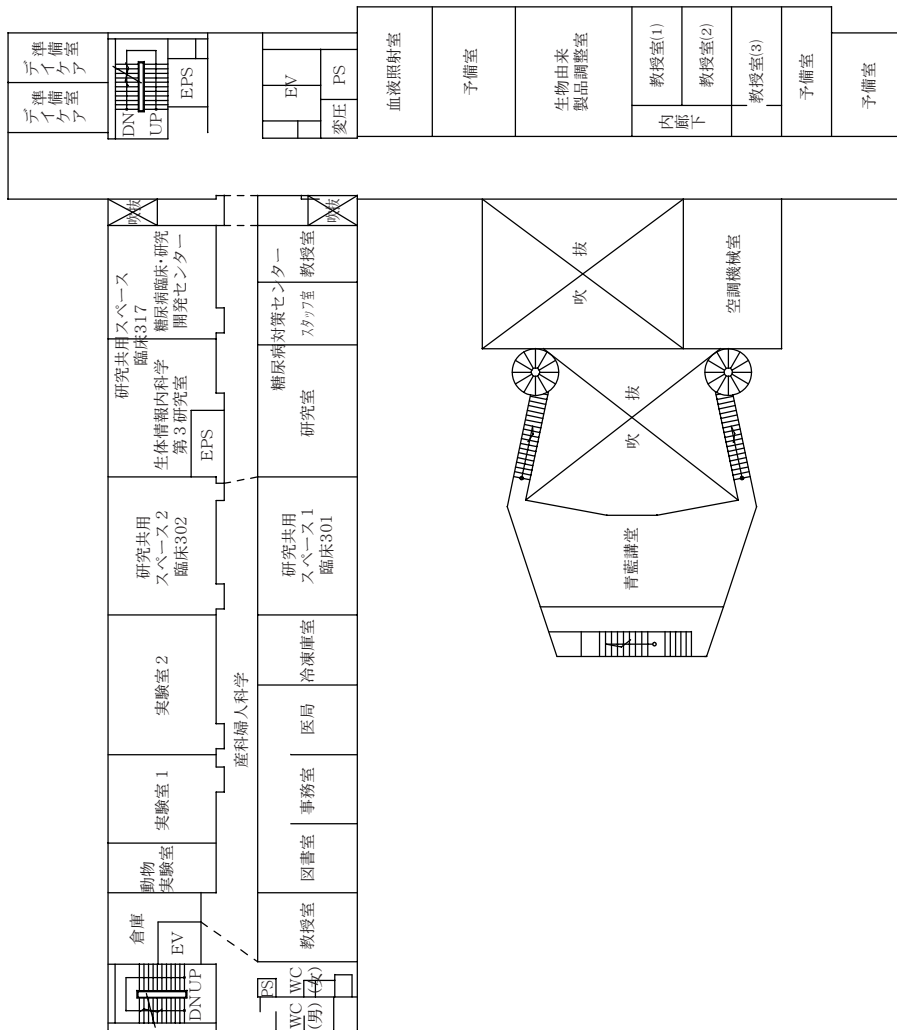 デイケア
準備室
デイケア
準備室
DN
UP
EPS
EV
PS
変圧
血液照射室
予備室
生物由来
製品調整室
教授室(1)
教授室(2)
教授室(3)
内廊下
予備室
予備室
吹抜
吹抜
研究共用スペース
臨床317
糖尿病臨床・研究
開発センター
糖尿病対策センター
教授室
スタッフ室
生体情報内科学
第3研究室
EPS
研究室
吹抜
空調機械室
吹抜
青藍講堂
研究共用
スペース2
臨床302
研究共用
スペース1
臨床301
実験室2
冷凍庫室
産科婦人科学
医局
実験室1
事務室
動物
実験室
図書室
倉庫
EV
教授室
DN
UP
PS
WC
(女)
WC
(男)